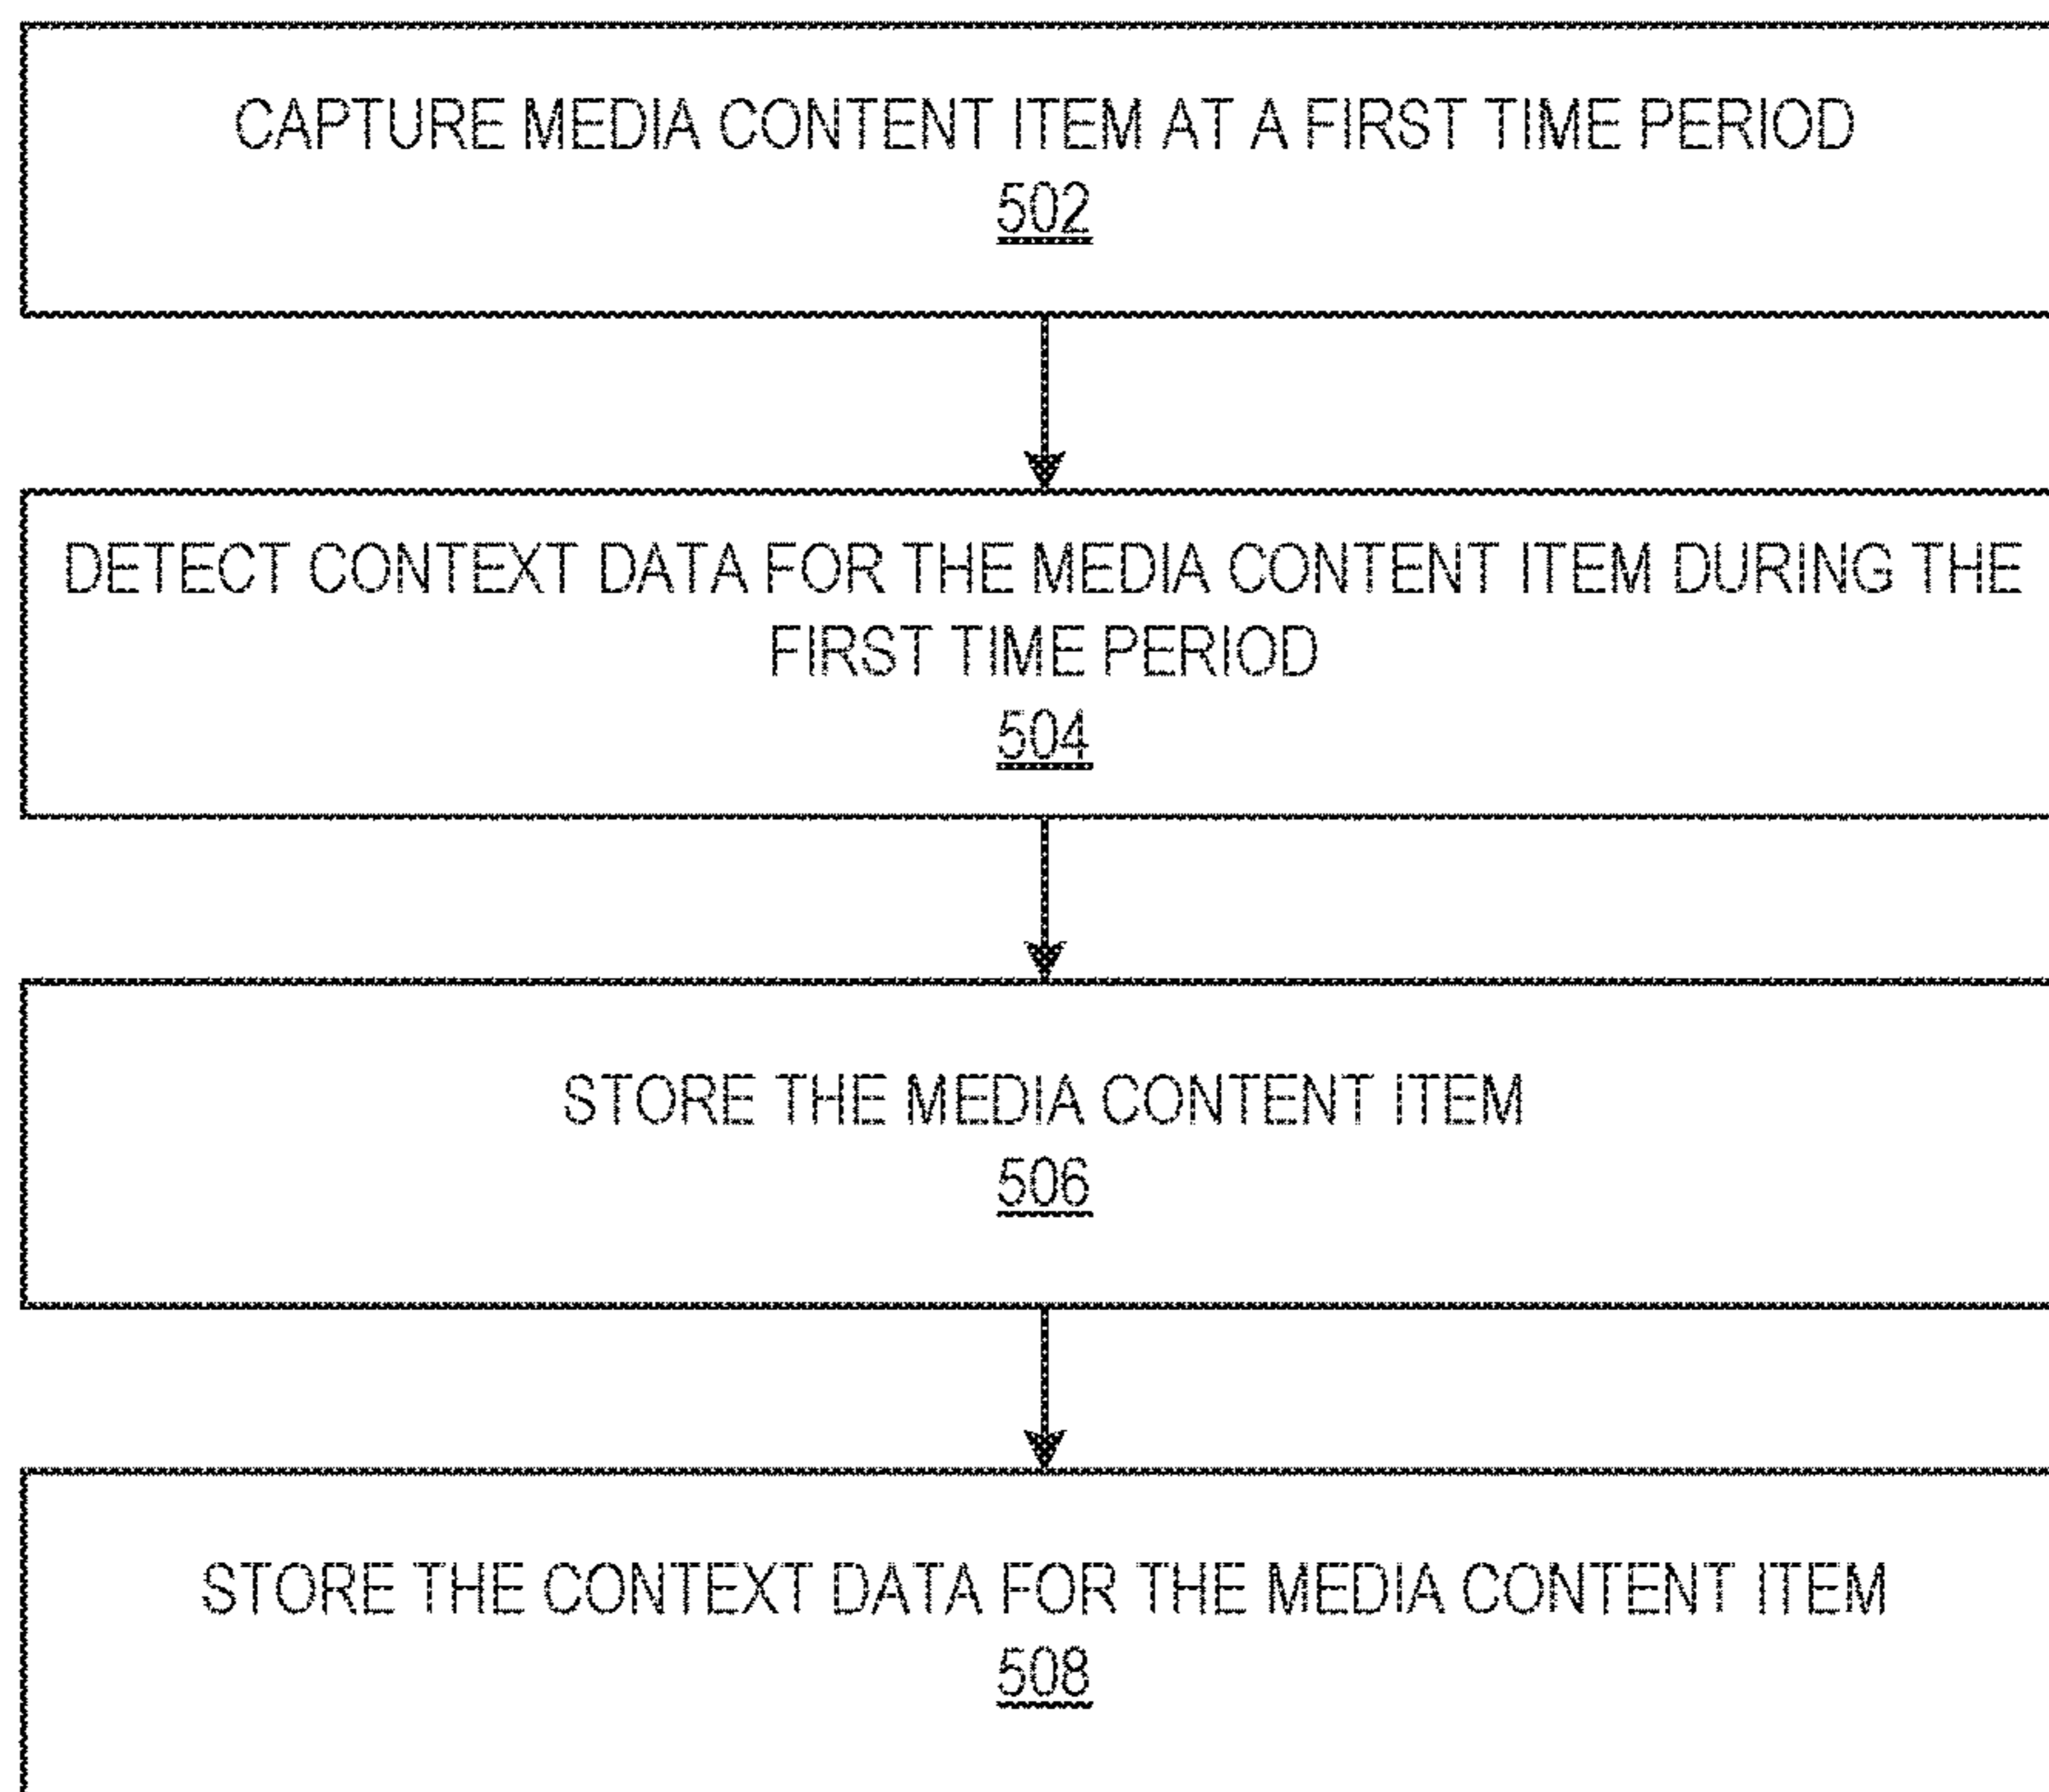 CAPTURE MEDIA CONTENT ITEM AT A FIRST TIME PERIOD
502
DETECT CONTEXT DATA FOR THE MEDIA CONTENT ITEM DURING THE
FIRST TIME PERIOD
504
STORE THE MEDIA CONTENT ITEM
506
STORE THE CONTEXT DATA FOR THE MEDIA CONTENT ITEM
508